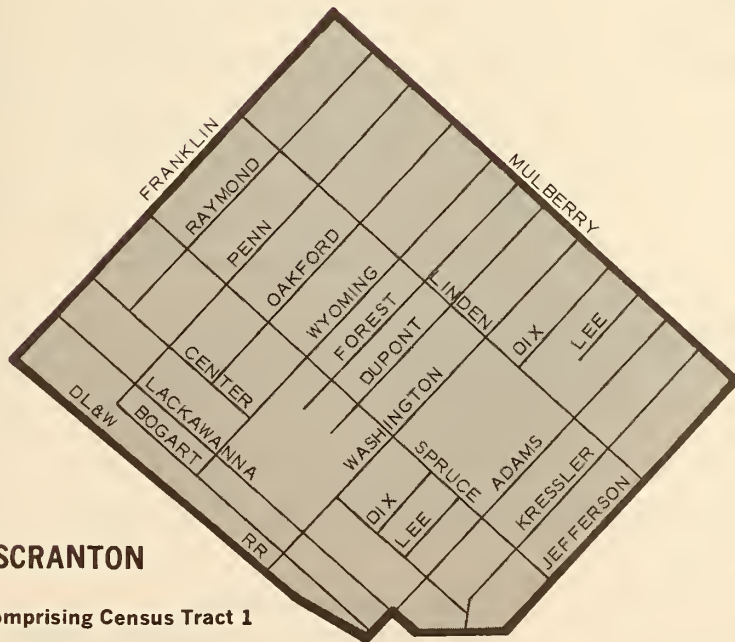 FRANKLIN
MULBERRY
RAYMOND
PENN
OAKFORD
WYOMING
FOREST
DUPONT
LINDEN
DIX
LEE
CENTER
LACKAWANNA
BOGART
DL&W
RR
WASHINGTON
SPRUCE
DIX
LEE
ADAMS
KRESSLER
JEFFERSON
SCRANTON
omprising Census Tract 1